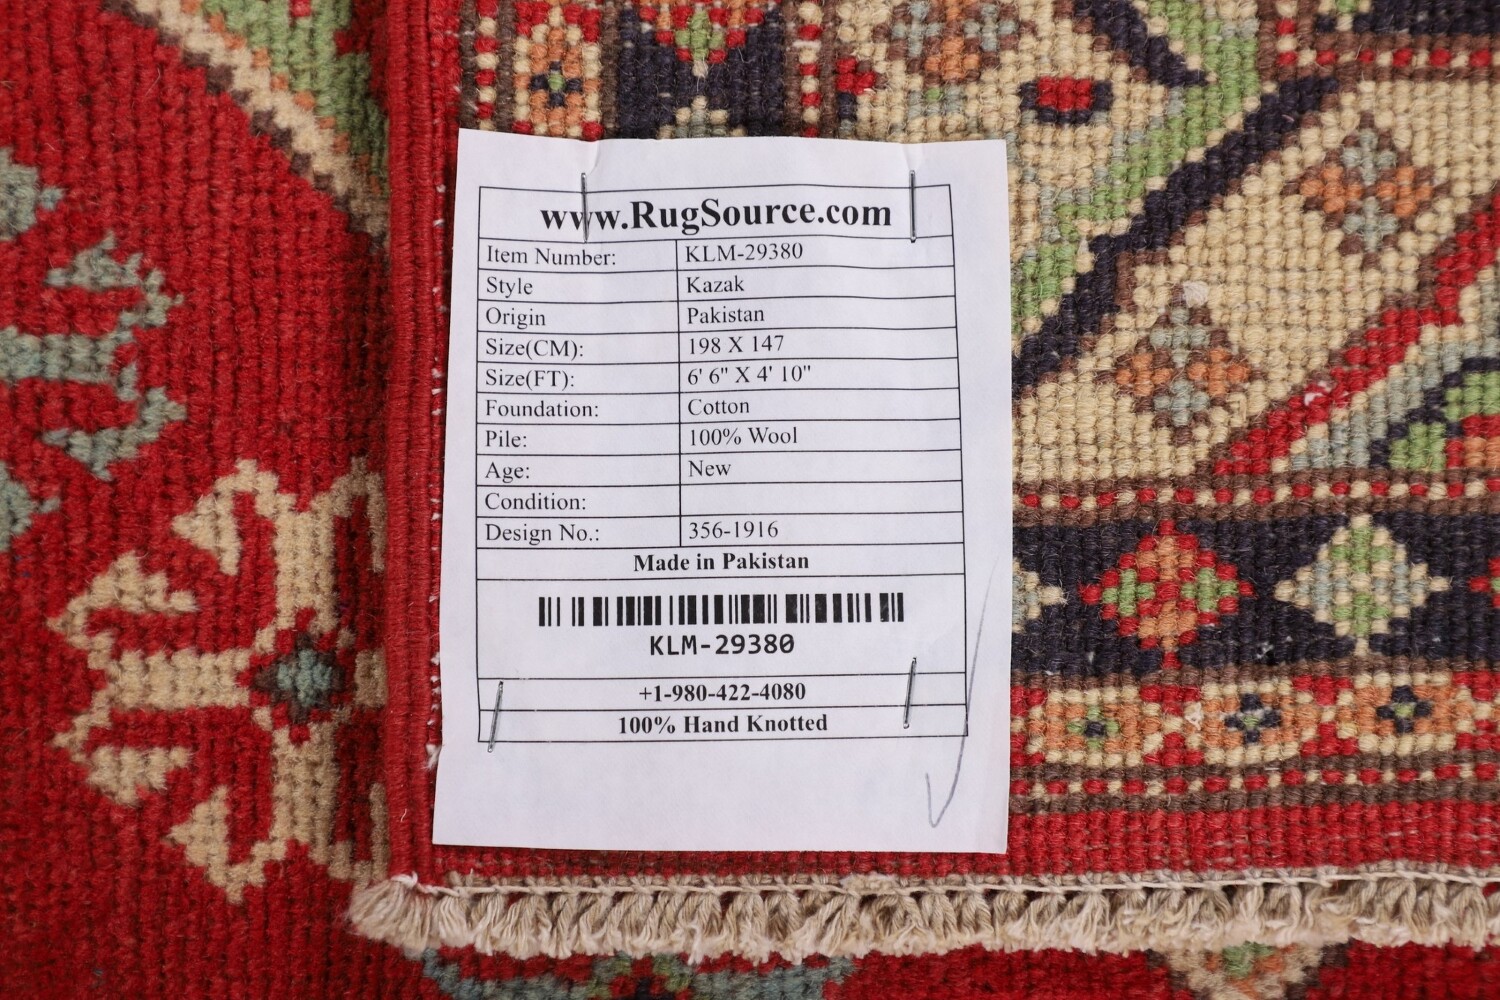 www.RugSource.com
Item Number: KLM-29380
Style Kazak
Origin Pakistan
Size(CM): 198 X 147
Size(FT): 6' 6" X 4' 10"
Foundation: Cotton
Pile: 100% Wool
Age: New
Condition:
Design No.: 356-1916
Made in Pakistan
KLM-29380
+1-980-422-4080
100% Hand Knotted